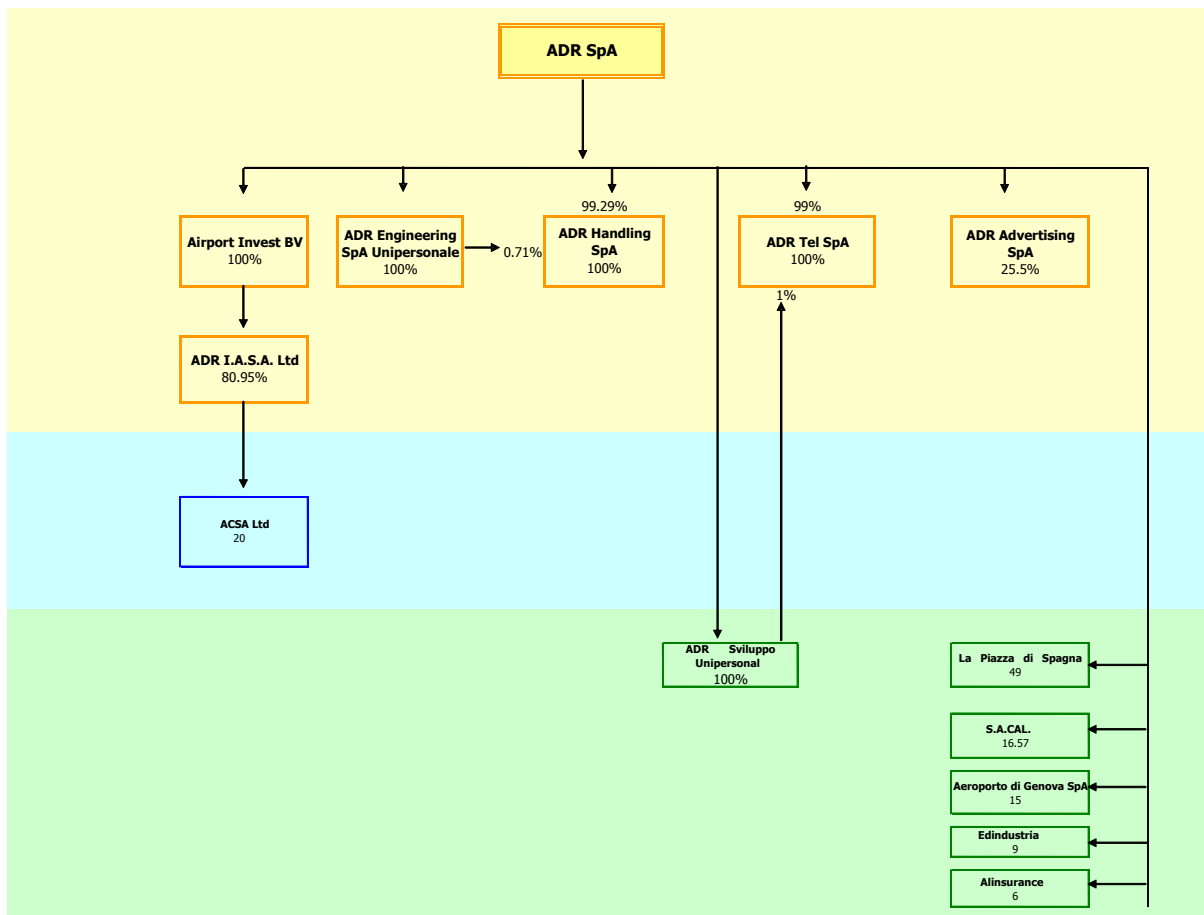 ADR SpA
99.29%
99%
Airport Invest BV
100%
ADR Engineering
SpA Unipersonale
100%
0.71%
ADR Handling
SpA
100%
ADR Tel SpA
100%
1%
ADR Advertising
SpA
25.5%
ADR I.A.S.A. Ltd
80.95%
ACSA Ltd
20
ADR Sviluppo
Unipersonal
100%
La Piazza di Spagna
49
S.A.CAL.
16.57
Aeroporto di Genova SpA
15
Edindustria
9
Alinsurance
6